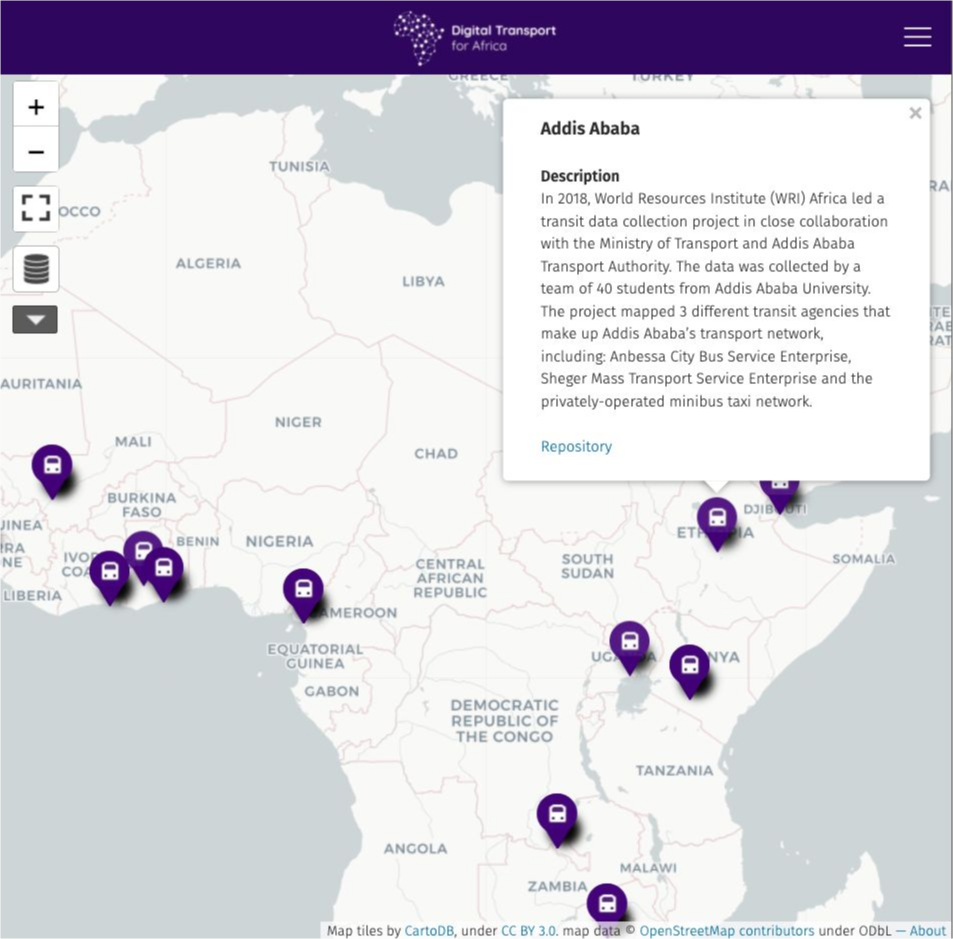 Digital Transport
for Africa
GREECE
TURKEY
+
−
TUNISIA
OCCO
ALGERIA
LIBYA
AURITANIA
MALI
NIGER
CHAD
BURKINA
FASO
BENIN
NIGERIA
UINEA
IVO
COA
LIBERIA
CENTRAL
AFRICAN
REPUBLIC
SOUTH
SUDAN
DJIBOUTI
SOMALIA
AMEROON
EQUATORIAL
GUINEA
GABON
DEMOCRATIC
REPUBLIC OF
THE CONGO
NYA
TANZANIA
ANGOLA
ZAMBIA
MALAWI
×
Addis Ababa
Description
In 2018, World Resources Institute (WRI) Africa led a
transit data collection project in close collaboration
with the Ministry of Transport and Addis Ababa
Transport Authority. The data was collected by a
team of 40 students from Addis Ababa University.
The project mapped 3 different transit agencies that
make up Addis Ababa’s transport network,
including: Anbessa City Bus Service Enterprise,
Sheger Mass Transport Service Enterprise and the
privately-operated minibus taxi network.
Repository
Map tiles by CartoDB, under CC BY 3.0. map data © OpenStreetMap contributors under ODbL — About